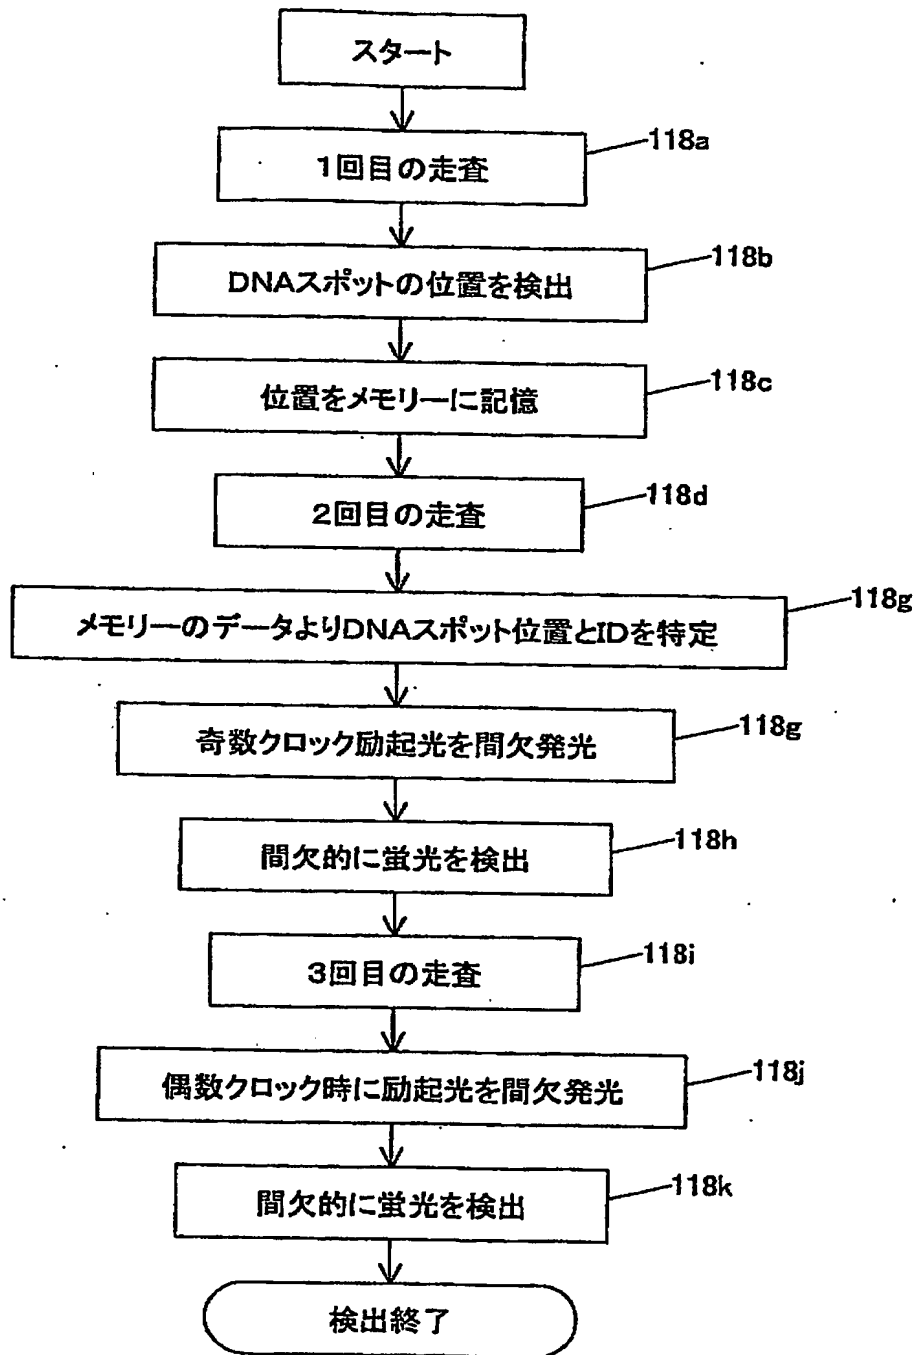 スタート
1回目の走査
118a
DNAスポットの位置を検出
118b
位置をメモリーに記憶
118c
2回目の走査
118d
メモリーのデータよりDNAスポット位置とIDを特定
118g
奇数クロック励起光を間欠発光
118g
間欠的に蛍光を検出
118h
3回目の走査
118i
偶数クロック時に励起光を間欠発光
118j
間欠的に蛍光を検出
118k
検出終了